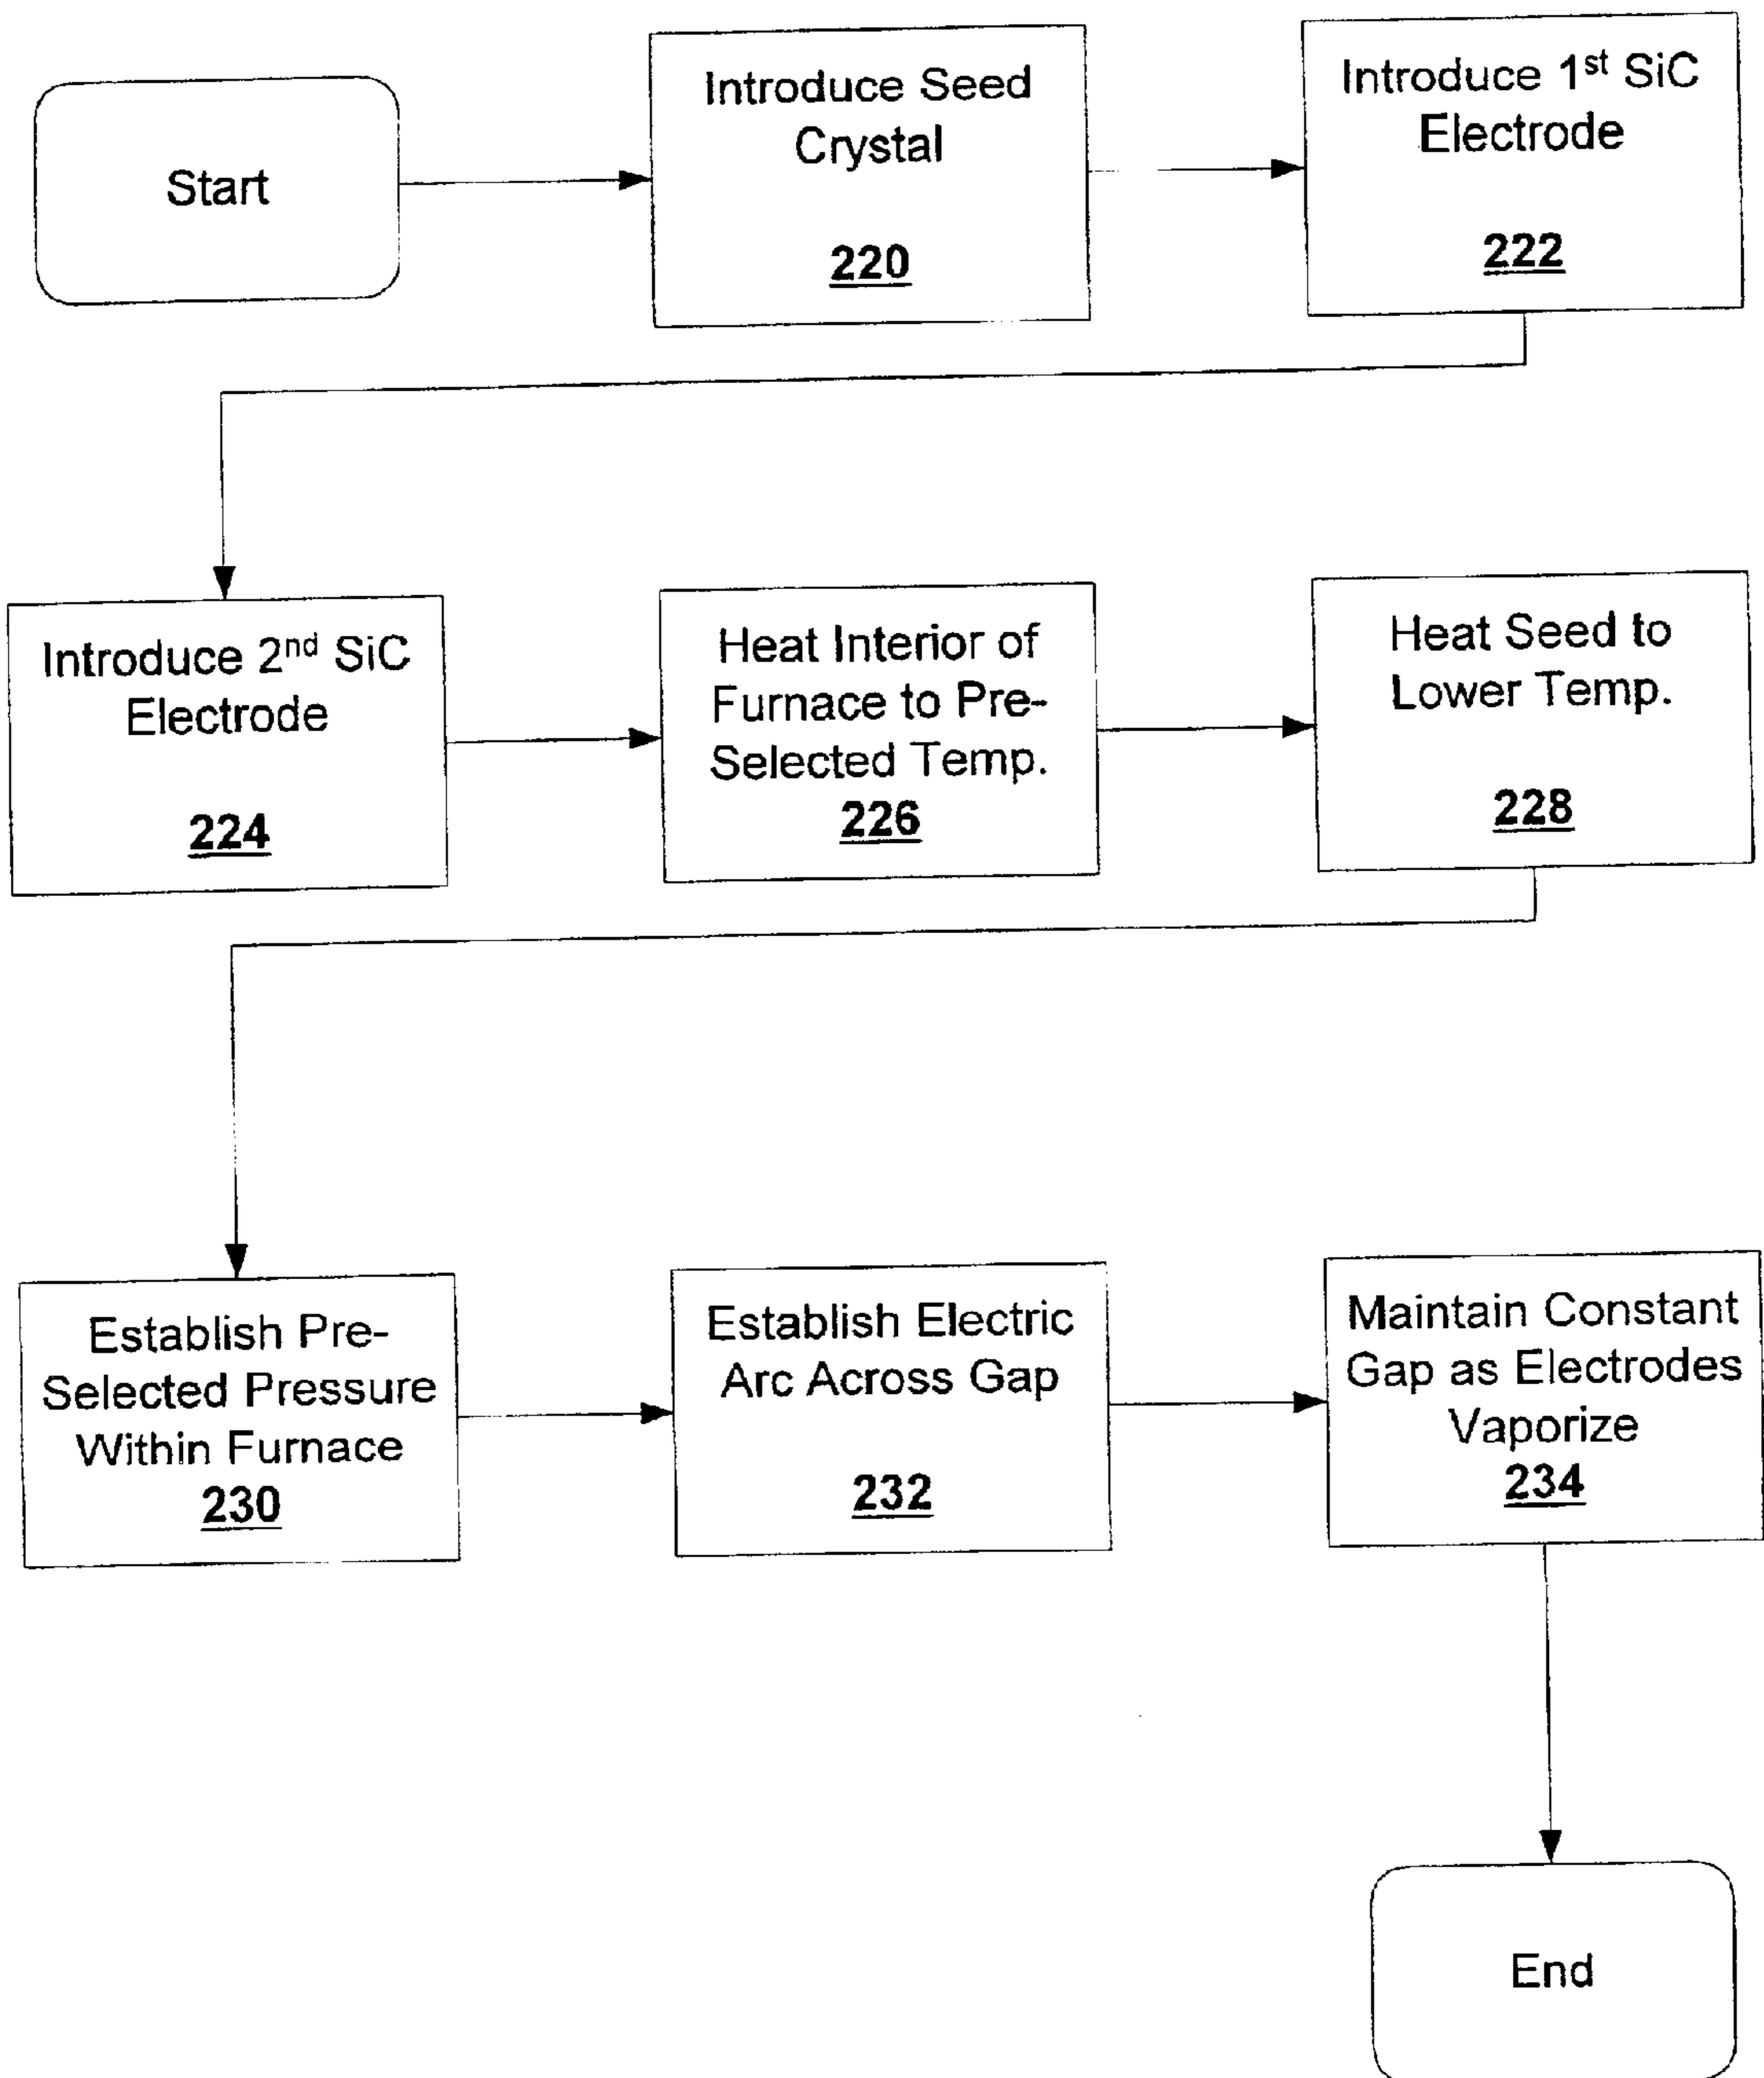 Start
Introduce Seed
Crystal
220
Introduce 1st SiC
Electrode
222
Introduce 2nd SiC
Electrode
224
Heat Interior of
Furnace to Pre-
Selected Temp.
226
Heat Seed to
Lower Temp.
228
Establish Pre-
Selected Pressure
Within Furnace
230
Establish Electric
Arc Across Gap
232
Maintain Constant
Gap as Electrodes
Vaporize
234
End